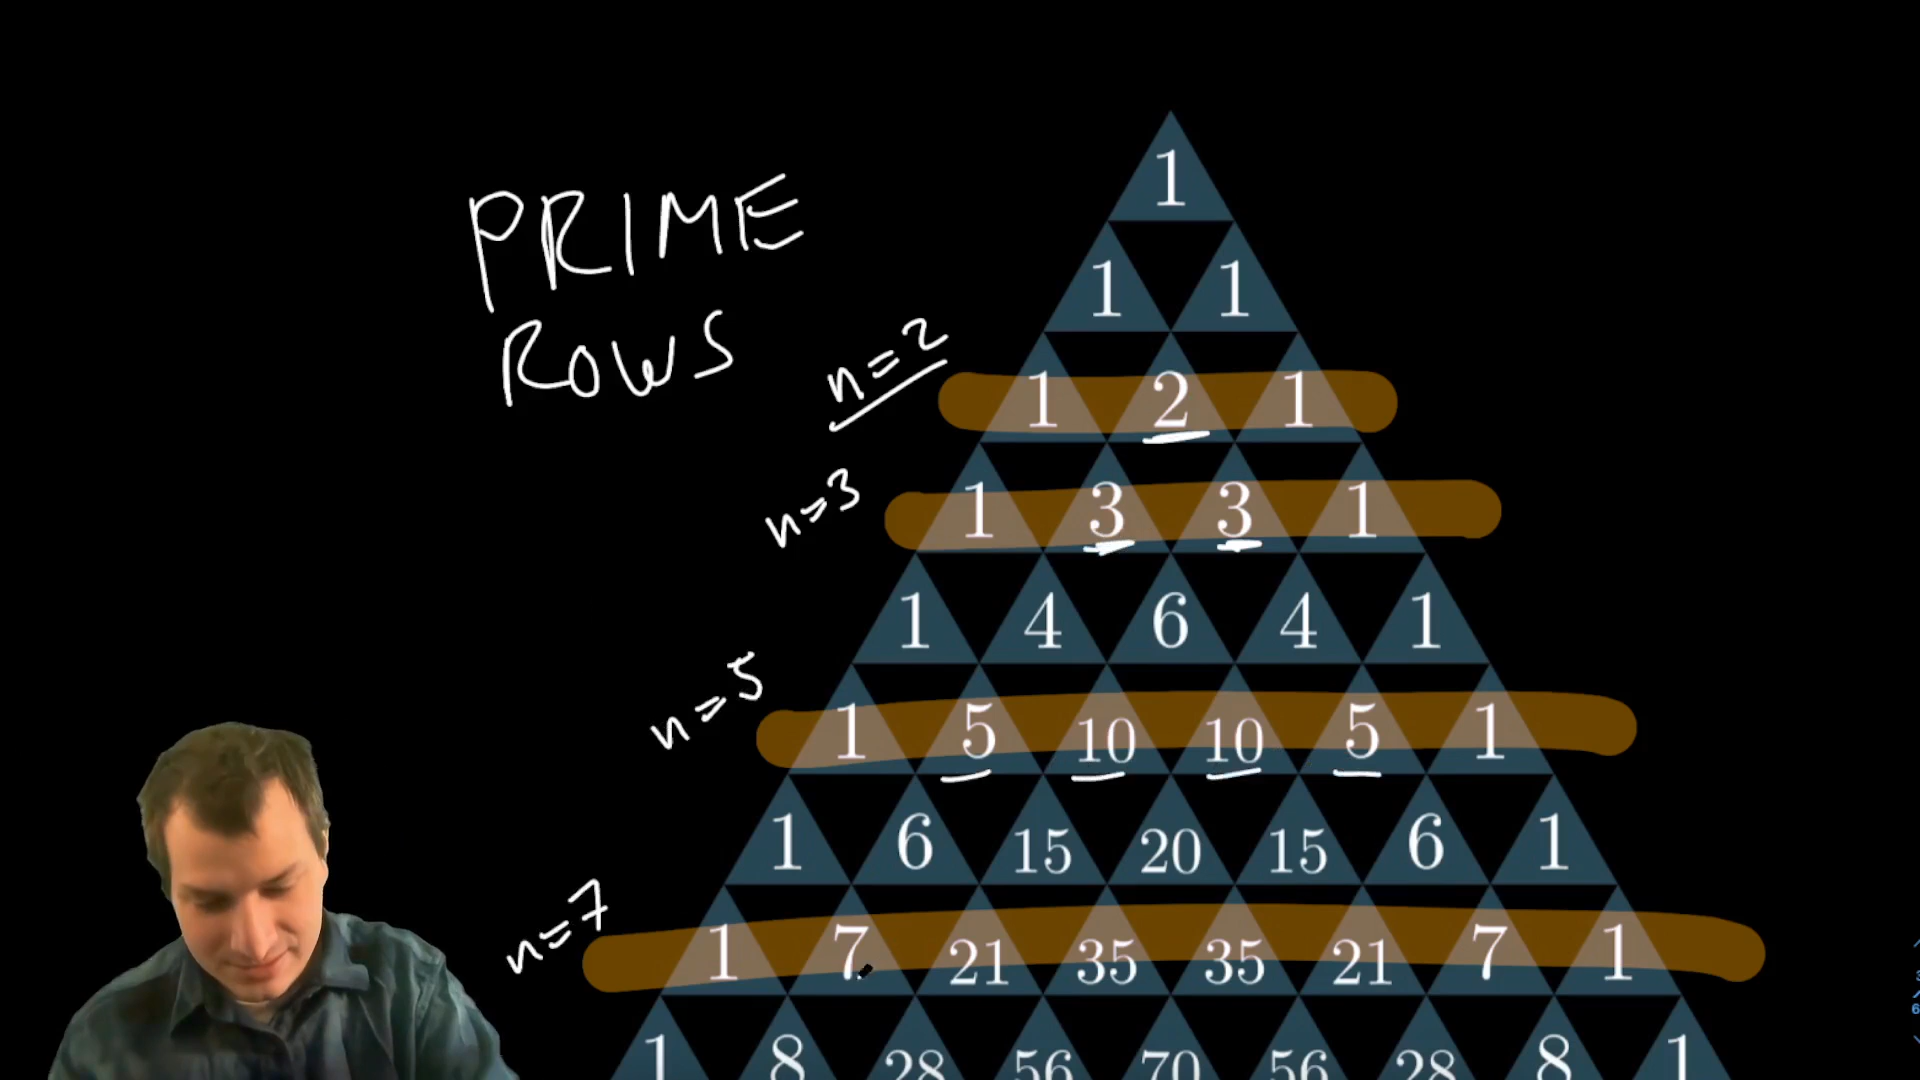 PRIME
ROWS
1
1 1
n=2
1 2 1
n=3
1 3 3 1
1 4 6 4 1
n=5
1 5 10 10 5 1
1 6 15 20 15 6 1
n=7
1 7 21 35 35 21 7 1
1 8 28 56 70 56 28 8 1
3
6